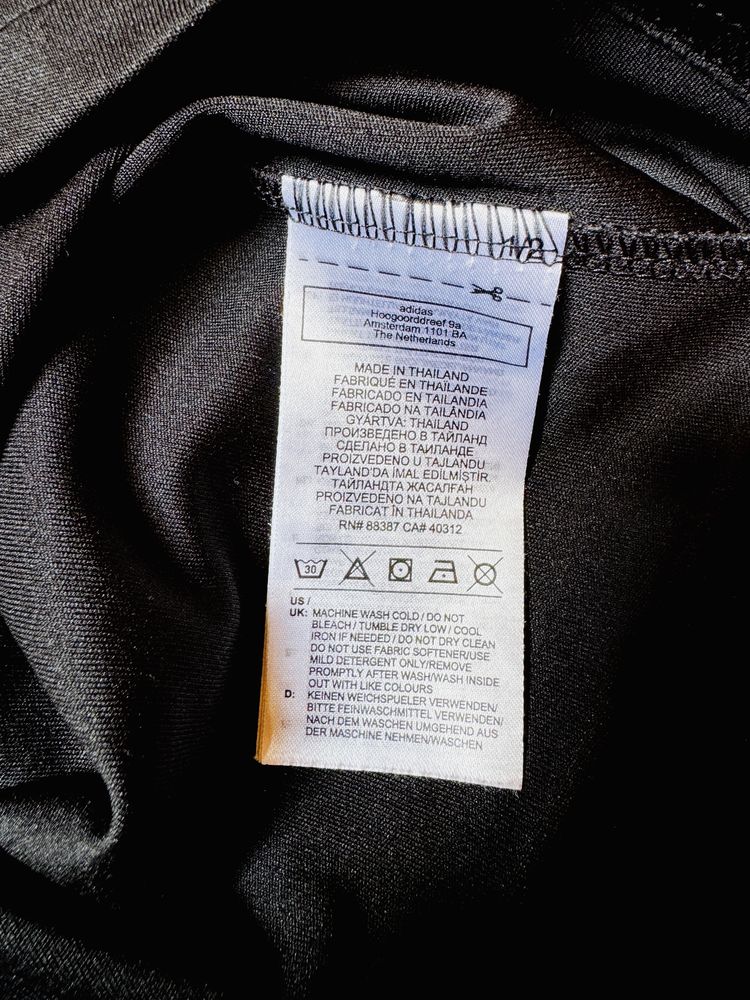 1/2
adidas
Hoogoorddreef 9a
Amsterdam 1101 BA
The Netherlands
MADE IN THAILAND
FABRIQUÉ EN THAÏLANDE
FABRICADO EN TAILANDIA
FABRICADO NA TAILÂNDIA
GYÁRTVA: THAILAND
ПРОИЗВЕДЕНО В ТАЙЛАНД
СДЕЛАНО В ТАИЛАНДЕ
PROIZVEDENO U TAJLANDU
TAYLAND'DA İMAL EDİLMİŞTİR.
ТАЙЛАНДТА ЖАСАЛҒАН
PROIZVEDENO NA TAJLANDU
FABRICAT ÎN THAILANDA
RN# 88387 CA# 40312
30
US /
UK: MACHINE WASH COLD / DO NOT
BLEACH / TUMBLE DRY LOW / COOL
IRON IF NEEDED / DO NOT DRY CLEAN
DO NOT USE FABRIC SOFTENER/USE
MILD DETERGENT ONLY/REMOVE
PROMPTLY AFTER WASH/WASH INSIDE
OUT WITH LIKE COLOURS
D: KEINEN WEICHSPUELER VERWENDEN/
BITTE FEINWASCHMITTEL VERWENDEN/
NACH DEM WASCHEN UMGEHEND AUS
DER MASCHINE NEHMEN/WASCHEN